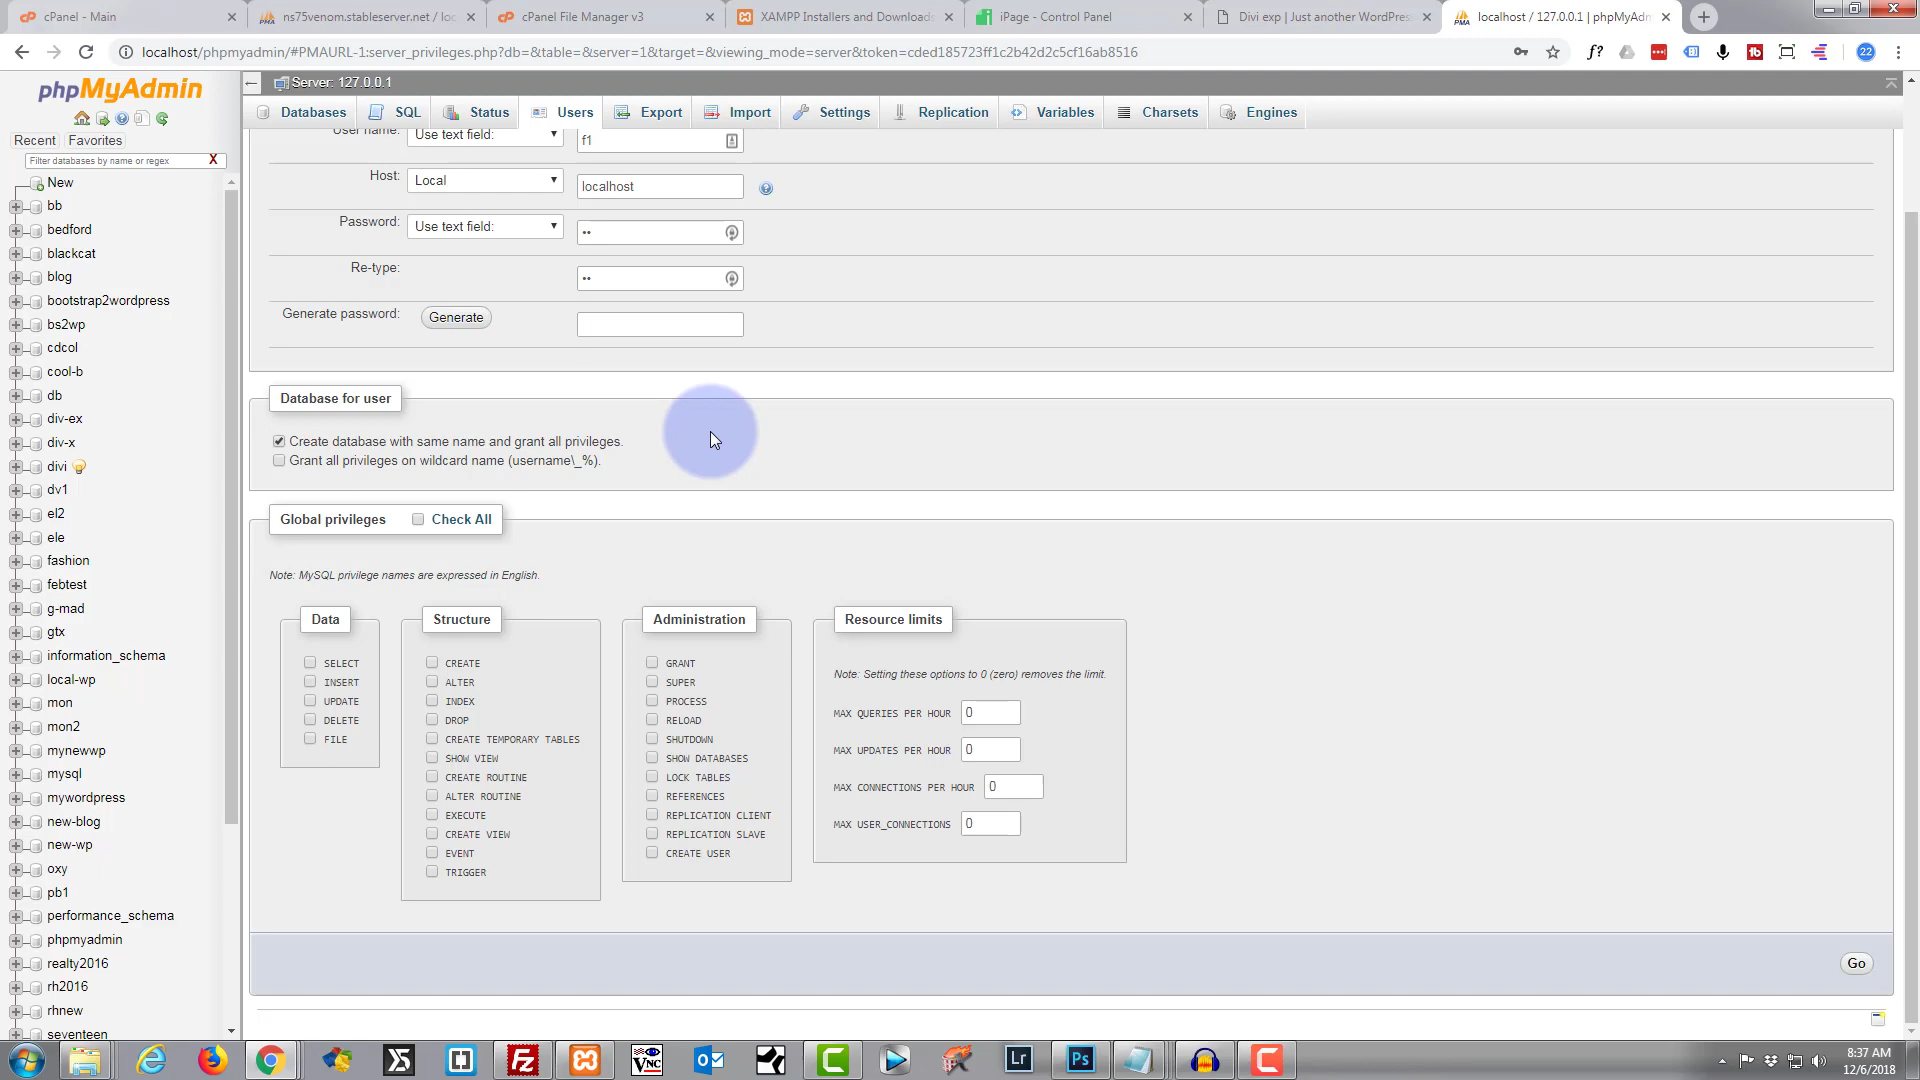 cPanel - Main
ns75venom.stableserver.net / loc
cPanel File Manager v3
XAMPP Installers and Downloads
iPage - Control Panel
Divi exp | Just another WordPres
localhost / 127.0.0.1 | phpMyAdm
localhost/phpmyadmin/#PMAURL-1:server_privileges.php?db=&table=&server=1&target=&viewing_mode=server&token=cded185723ff1c2b42d2c5cf16ab8516
f?
22
phpMyAdmin
Recent
Favorites
Filter databases by name or regex
X
New
bb
bedford
blackcat
blog
bootstrap2wordpress
bs2wp
cdcol
cool-b
db
div-ex
div-x
divi
dv1
el2
ele
fashion
febtest
g-mad
gtx
information_schema
local-wp
mon
mon2
mynewwp
mysql
mywordpress
new-blog
new-wp
oxy
pb1
performance_schema
phpmyadmin
realty2016
rh2016
rhnew
seventeen
Server: 127.0.0.1
Databases
SQL
Status
Users
Export
Import
Settings
Replication
Variables
Charsets
Engines
User name:
Use text field:
f1
Host:
Local
localhost
Password:
Use text field:
••
Re-type:
••
Generate password:
Generate
Database for user
Create database with same name and grant all privileges.
Grant all privileges on wildcard name (username\_%).
Global privileges
Check All
Note: MySQL privilege names are expressed in English.
Data
SELECT
INSERT
UPDATE
DELETE
FILE
Structure
CREATE
ALTER
INDEX
DROP
CREATE TEMPORARY TABLES
SHOW VIEW
CREATE ROUTINE
ALTER ROUTINE
EXECUTE
CREATE VIEW
EVENT
TRIGGER
Administration
GRANT
SUPER
PROCESS
RELOAD
SHUTDOWN
SHOW DATABASES
LOCK TABLES
REFERENCES
REPLICATION CLIENT
REPLICATION SLAVE
CREATE USER
Resource limits
Note: Setting these options to 0 (zero) removes the limit.
MAX QUERIES PER HOUR 0
MAX UPDATES PER HOUR 0
MAX CONNECTIONS PER HOUR 0
MAX USER_CONNECTIONS 0
Go
Lr
Ps
8:37 AM
12/6/2018